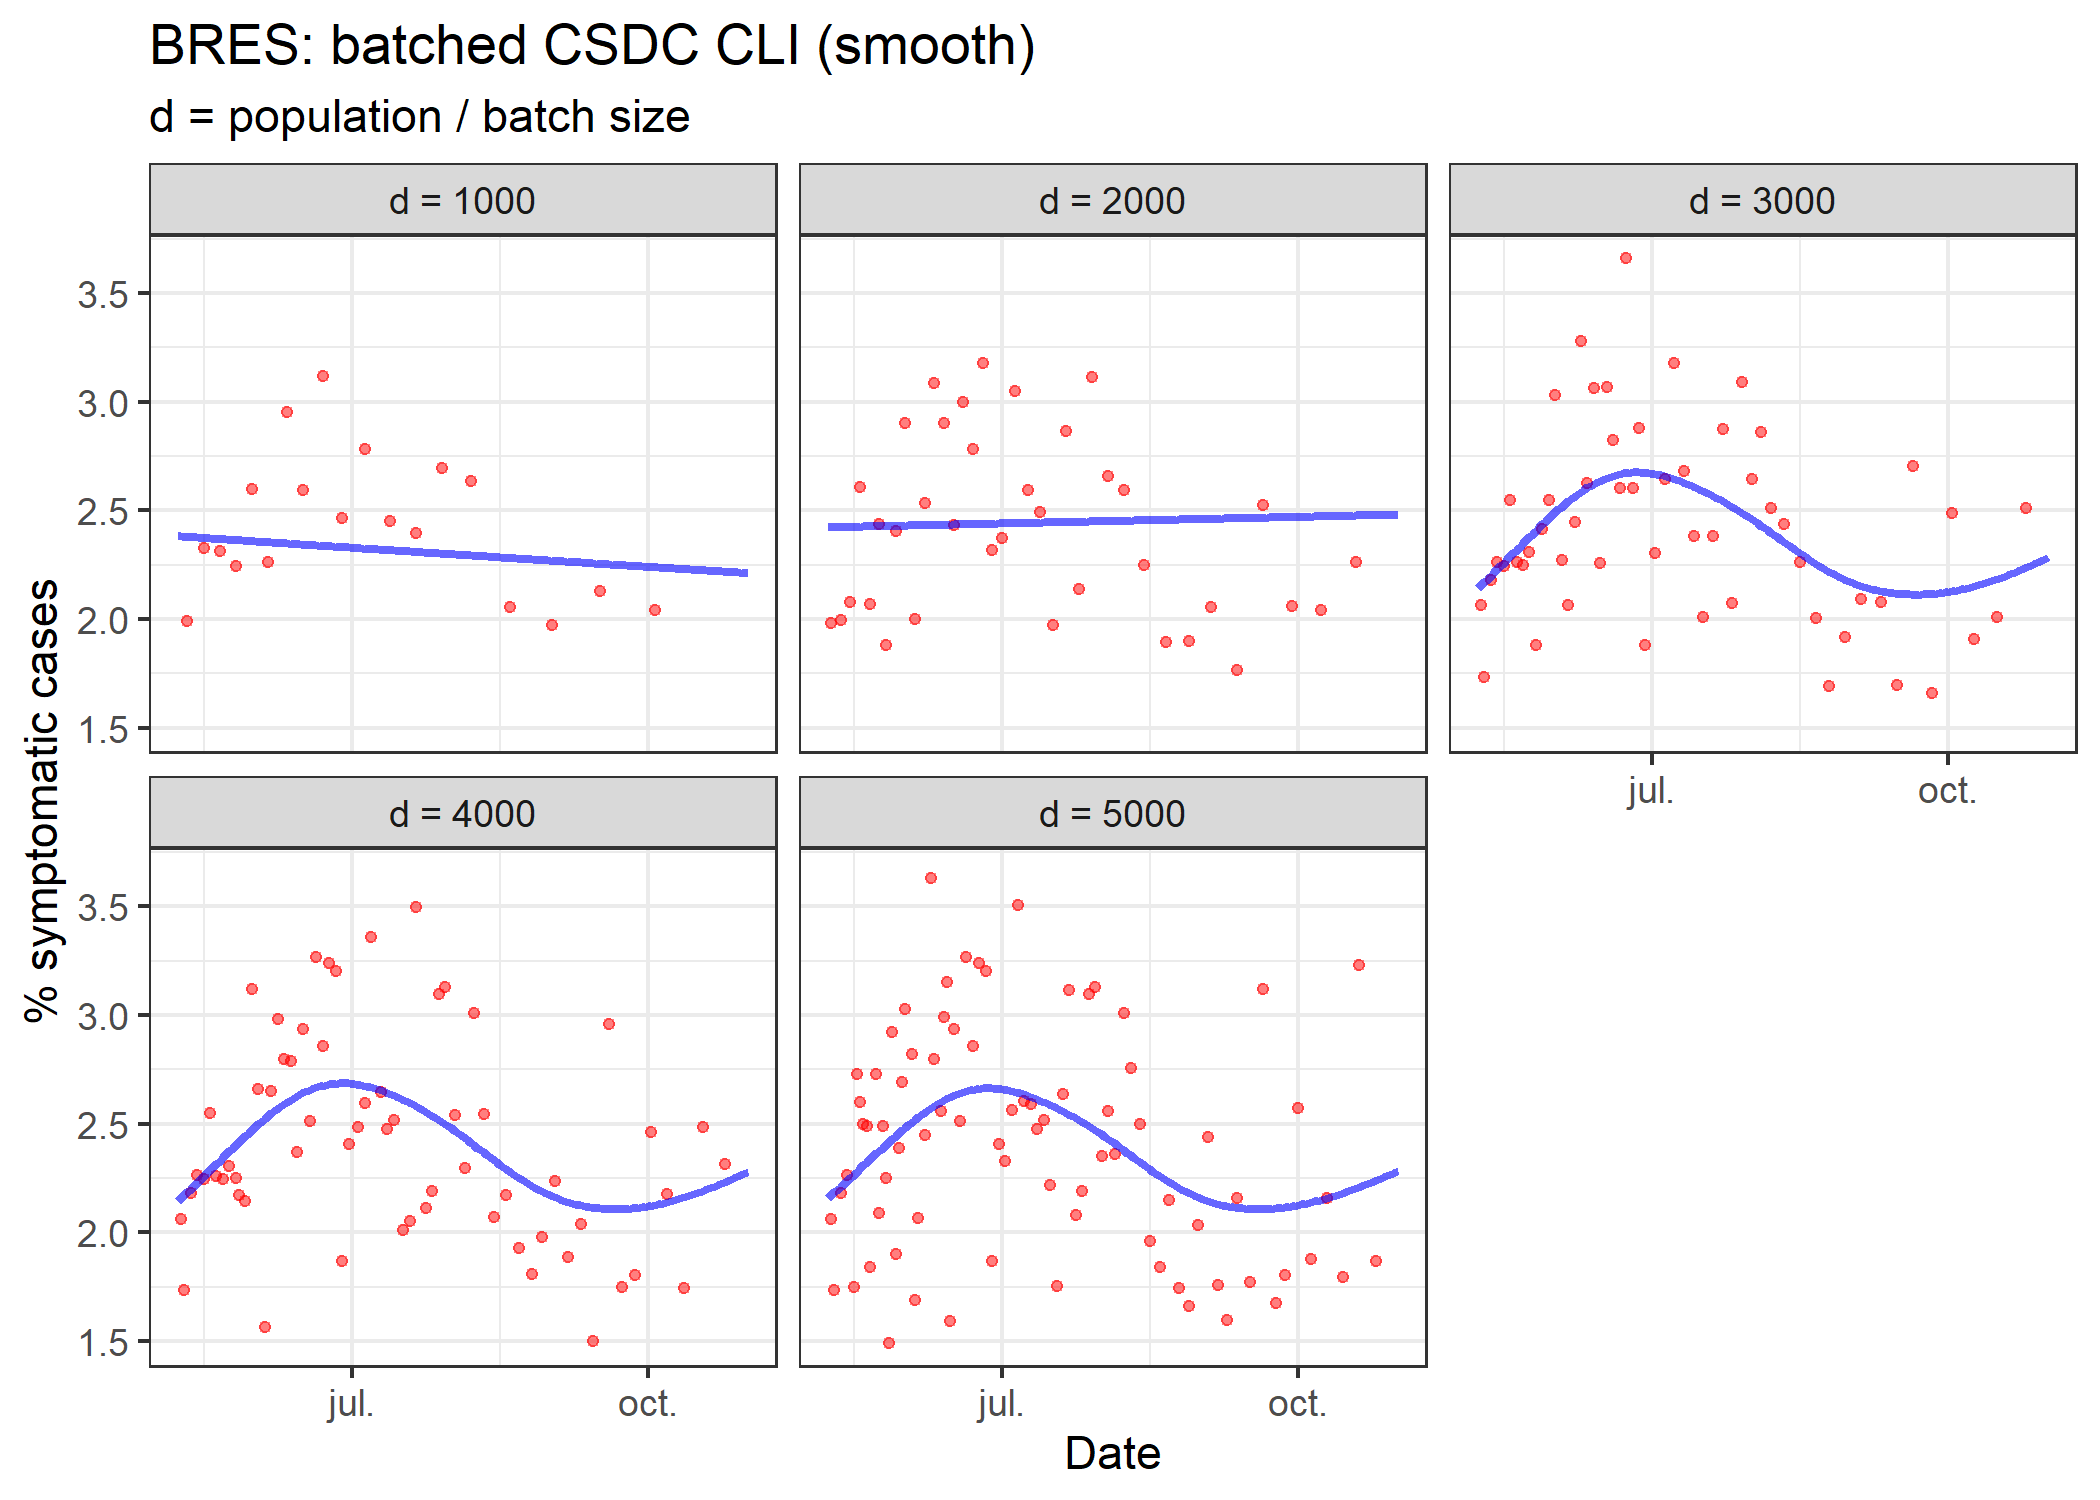 BRES: batched CSDC CLI (smooth)
d = population / batch size
d = 1000
d = 2000
d = 3000
3.5
3.0
2.5
2.0
1.5
jul.
oct.
% symptomatic cases
d = 4000
d = 5000
3.5
3.0
2.5
2.0
1.5
jul.
oct.
jul.
oct.
Date